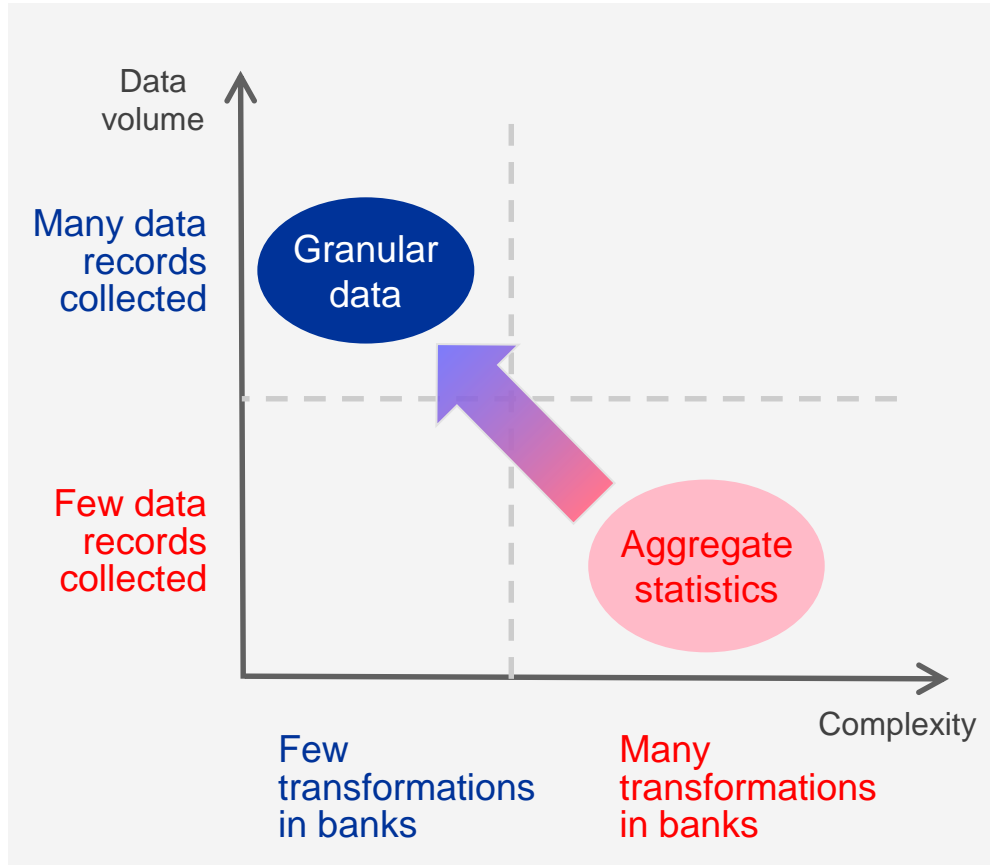 Data
volume
Many data
records
collected
Granular
data
Few data
records
collected
Aggregate
statistics
Complexity
Few
transformations
in banks
Many
transformations
in banks